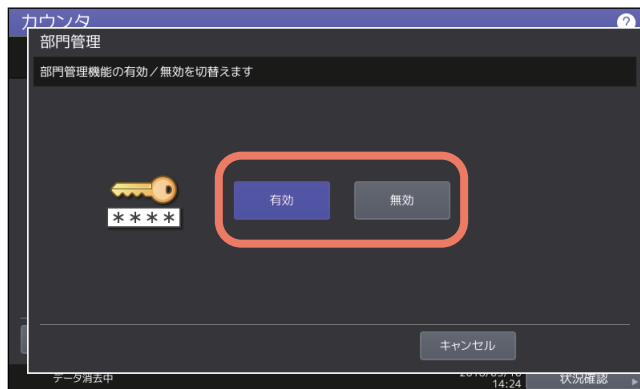 カウンタ
?
部門管理
部門管理機能の有効／無効を切替えます
****
有効
無効
キャンセル
データ消去中
14:24
状況確認